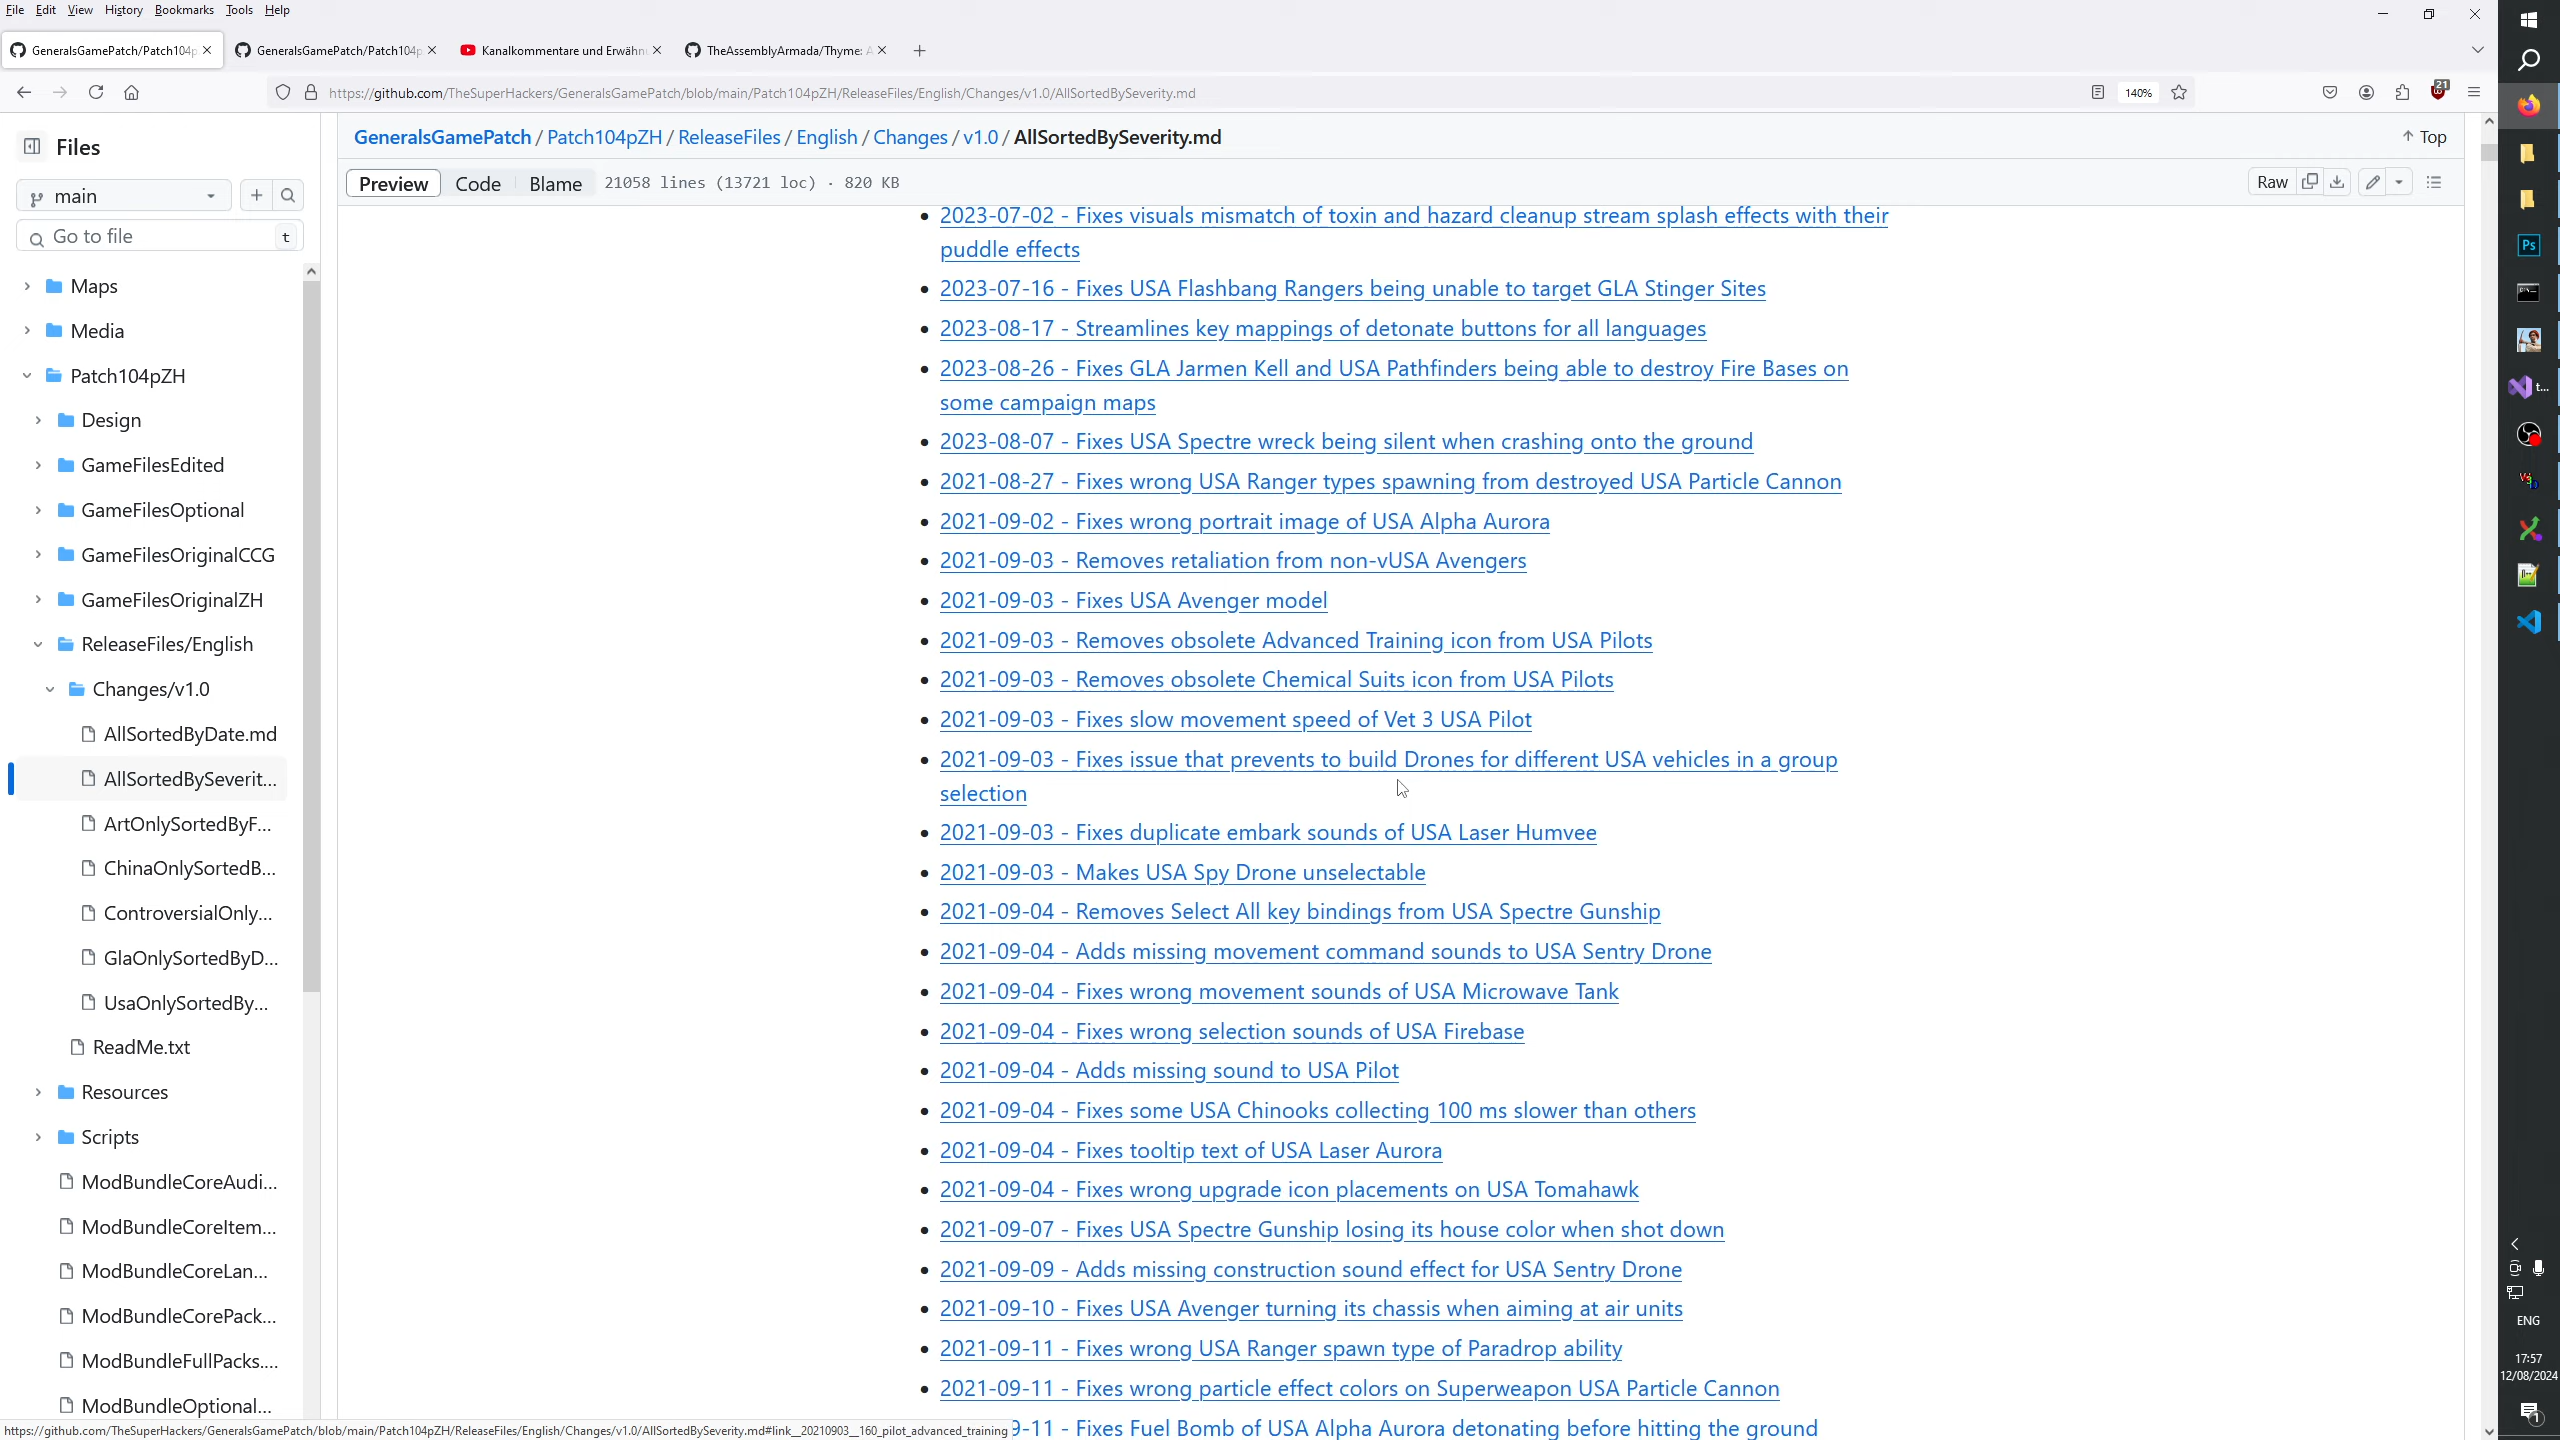 File Edit View History Bookmarks Tools Help
GeneralsGamePatch/Patch104p
GeneralsGamePatch/Patch104p
Kanalkommentare und Erwähn
TheAssemblyArmada/Thyme: A
https://github.com/TheSuperHackers/GeneralsGamePatch/blob/main/Patch104pZH/ReleaseFiles/English/Changes/v1.0/AllSortedBySeverity.md
140%
21
Files
main
Go to file
t
Maps
Media
Patch104pZH
Design
GameFilesEdited
GameFilesOptional
GameFilesOriginalCCG
GameFilesOriginalZH
ReleaseFiles/English
Changes/v1.0
AllSortedByDate.md
AllSortedBySeverit...
ArtOnlySortedByF...
ChinaOnlySortedB...
ControversialOnly...
GlaOnlySortedByD...
UsaOnlySortedBy...
ReadMe.txt
Resources
Scripts
ModBundleCoreAudi...
ModBundleCoreItem...
ModBundleCoreLan...
ModBundleCorePack...
ModBundleFullPacks....
ModBundleOptional...
GeneralsGamePatch / Patch104pZH / ReleaseFiles / English / Changes / v1.0 / AllSortedBySeverity.md
Top
Preview Code Blame 21058 lines (13721 loc) · 820 KB
Raw
2023-07-02 - Fixes visuals mismatch of toxin and hazard cleanup stream splash effects with their
puddle effects
2023-07-16 - Fixes USA Flashbang Rangers being unable to target GLA Stinger Sites
2023-08-17 - Streamlines key mappings of detonate buttons for all languages
2023-08-26 - Fixes GLA Jarmen Kell and USA Pathfinders being able to destroy Fire Bases on
some campaign maps
2023-08-07 - Fixes USA Spectre wreck being silent when crashing onto the ground
2021-08-27 - Fixes wrong USA Ranger types spawning from destroyed USA Particle Cannon
2021-09-02 - Fixes wrong portrait image of USA Alpha Aurora
2021-09-03 - Removes retaliation from non-vUSA Avengers
2021-09-03 - Fixes USA Avenger model
2021-09-03 - Removes obsolete Advanced Training icon from USA Pilots
2021-09-03 - Removes obsolete Chemical Suits icon from USA Pilots
2021-09-03 - Fixes slow movement speed of Vet 3 USA Pilot
2021-09-03 - Fixes issue that prevents to build Drones for different USA vehicles in a group
selection
2021-09-03 - Fixes duplicate embark sounds of USA Laser Humvee
2021-09-03 - Makes USA Spy Drone unselectable
2021-09-04 - Removes Select All key bindings from USA Spectre Gunship
2021-09-04 - Adds missing movement command sounds to USA Sentry Drone
2021-09-04 - Fixes wrong movement sounds of USA Microwave Tank
2021-09-04 - Fixes wrong selection sounds of USA Firebase
2021-09-04 - Adds missing sound to USA Pilot
2021-09-04 - Fixes some USA Chinooks collecting 100 ms slower than others
2021-09-04 - Fixes tooltip text of USA Laser Aurora
2021-09-04 - Fixes wrong upgrade icon placements on USA Tomahawk
2021-09-07 - Fixes USA Spectre Gunship losing its house color when shot down
2021-09-09 - Adds missing construction sound effect for USA Sentry Drone
2021-09-10 - Fixes USA Avenger turning its chassis when aiming at air units
2021-09-11 - Fixes wrong USA Ranger spawn type of Paradrop ability
2021-09-11 - Fixes wrong particle effect colors on Superweapon USA Particle Cannon
9-11 - Fixes Fuel Bomb of USA Alpha Aurora detonating before hitting the ground
https://github.com/TheSuperHackers/GeneralsGamePatch/blob/main/Patch104pZH/ReleaseFiles/English/Changes/v1.0/AllSortedBySeverity.md#link__20210903__160_pilot_advanced_training
Ps
t...
ENG
17:57
12/08/2024
1